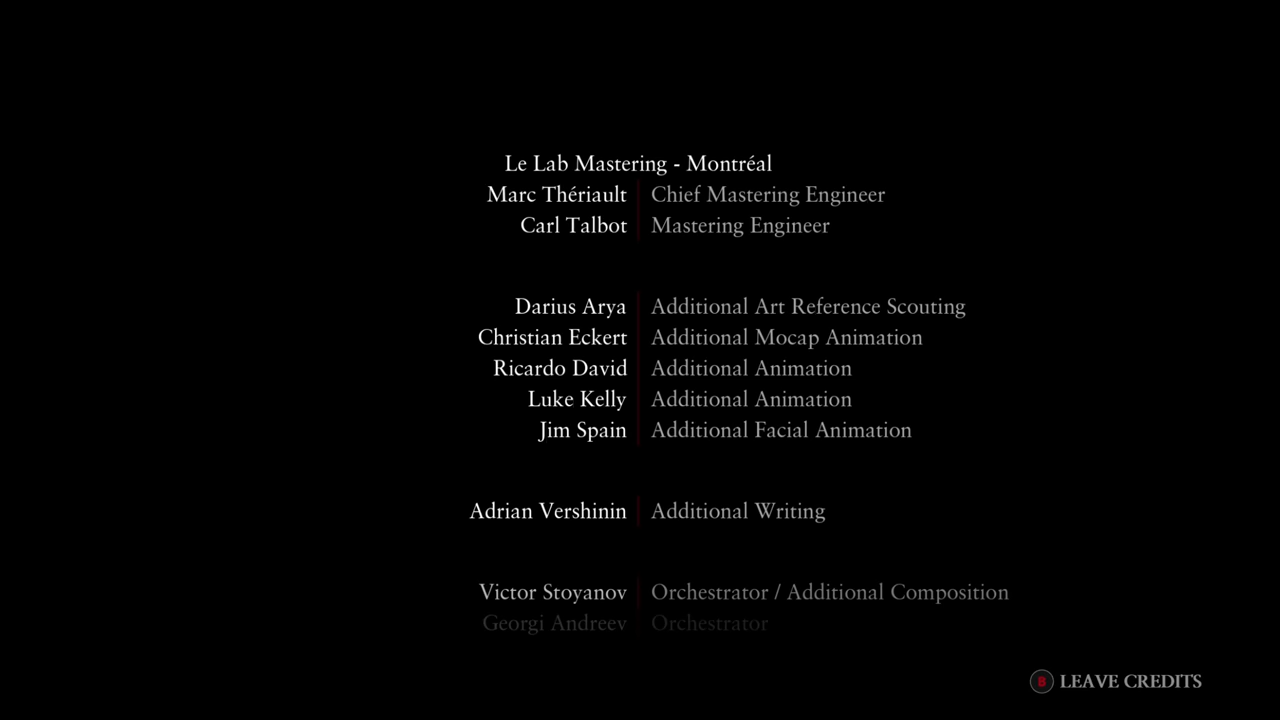 Le Lab Mastering - Montréal
Marc Thériault Chief Mastering Engineer
Carl Talbot Mastering Engineer
Darius Arya Additional Art Reference Scouting
Christian Eckert Additional Mocap Animation
Ricardo David Additional Animation
Luke Kelly Additional Animation
Jim Spain Additional Facial Animation
Adrian Vershinin Additional Writing
Victor Stoyanov Orchestrator / Additional Composition
Georgi Andreev Orchestrator
B LEAVE CREDITS